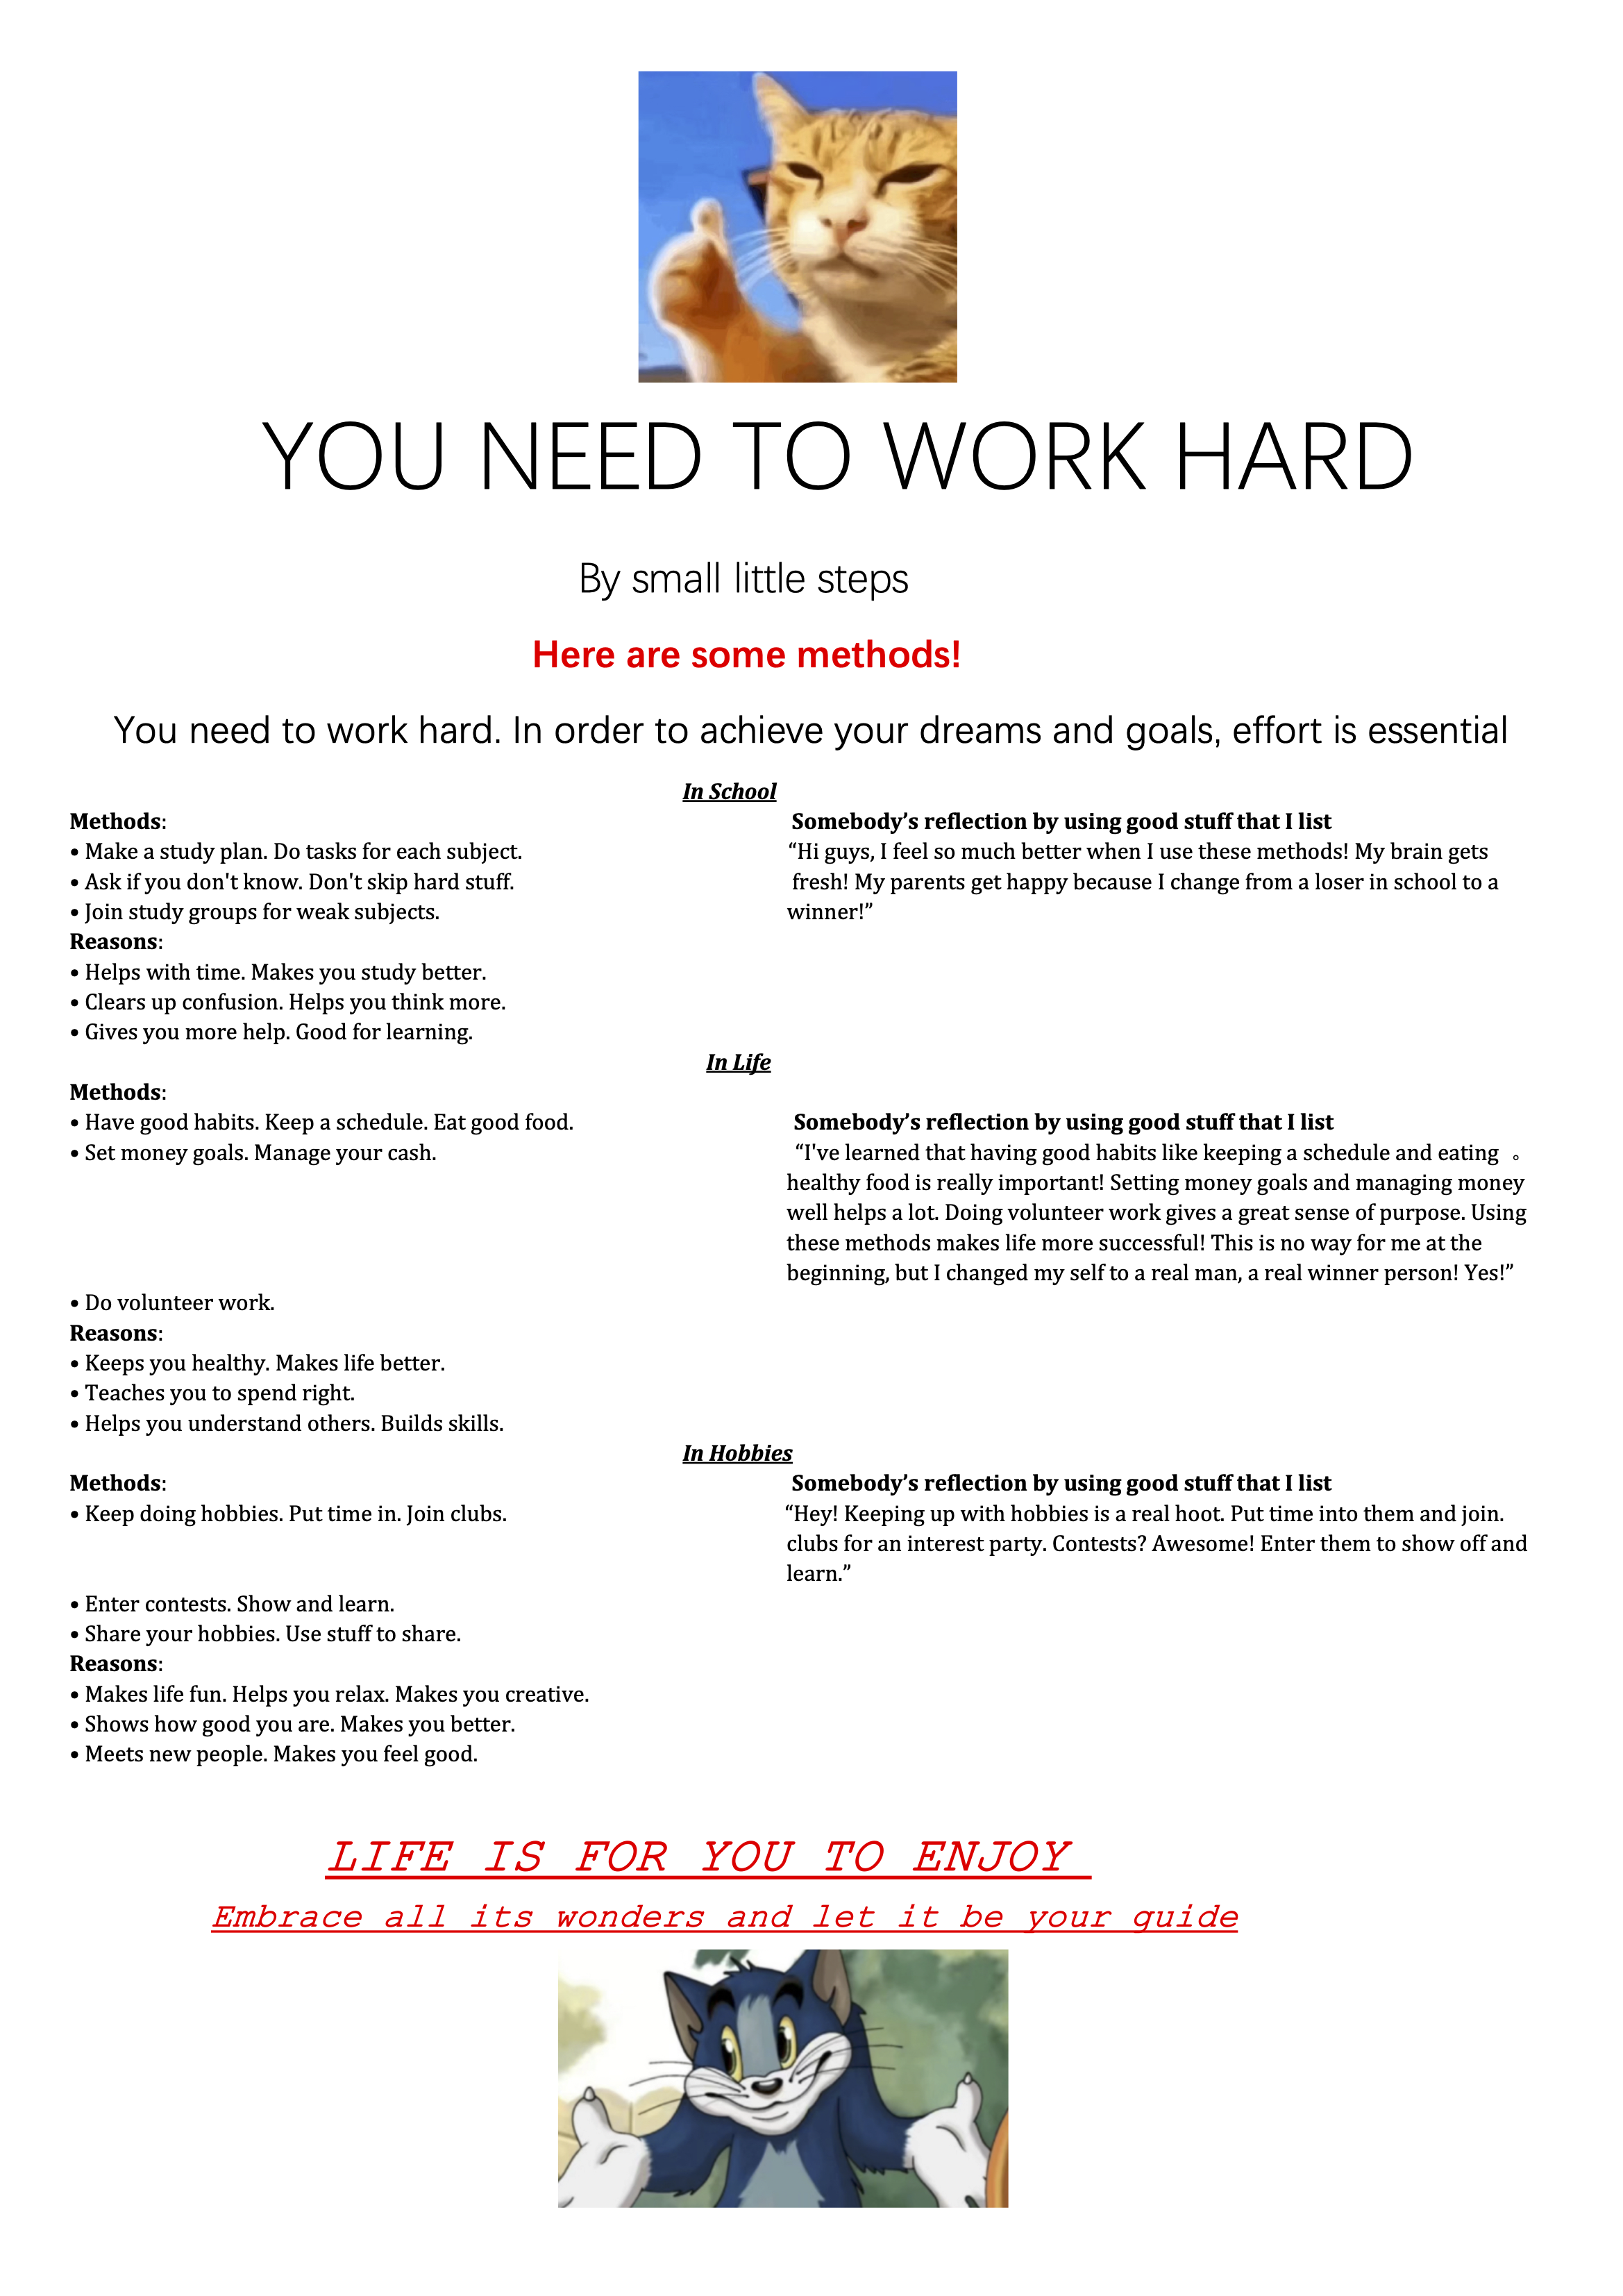 YOU NEED TO WORK HARD
By small little steps
Here are some methods!
You need to work hard. In order to achieve your dreams and goals, effort is essential
In School
Methods:
• Make a study plan. Do tasks for each subject.
• Ask if you don't know. Don't skip hard stuff.
• Join study groups for weak subjects.
Somebody’s reflection by using good stuff that I list
“Hi guys, I feel so much better when I use these methods! My brain gets
fresh! My parents get happy because I change from a loser in school to a
winner!”
Reasons:
• Helps with time. Makes you study better.
• Clears up confusion. Helps you think more.
• Gives you more help. Good for learning.
In Life
Methods:
• Have good habits. Keep a schedule. Eat good food.
• Set money goals. Manage your cash.
Somebody’s reflection by using good stuff that I list
“I've learned that having good habits like keeping a schedule and eating 。
healthy food is really important! Setting money goals and managing money
well helps a lot. Doing volunteer work gives a great sense of purpose. Using
these methods makes life more successful! This is no way for me at the
beginning, but I changed my self to a real man, a real winner person! Yes!”
• Do volunteer work.
Reasons:
• Keeps you healthy. Makes life better.
• Teaches you to spend right.
• Helps you understand others. Builds skills.
In Hobbies
Methods:
• Keep doing hobbies. Put time in. Join clubs.
Somebody’s reflection by using good stuff that I list
“Hey! Keeping up with hobbies is a real hoot. Put time into them and join.
clubs for an interest party. Contests? Awesome! Enter them to show off and
learn.”
• Enter contests. Show and learn.
• Share your hobbies. Use stuff to share.
Reasons:
• Makes life fun. Helps you relax. Makes you creative.
• Shows how good you are. Makes you better.
• Meets new people. Makes you feel good.
LIFE IS FOR YOU TO ENJOY
Embrace all its wonders and let it be your guide